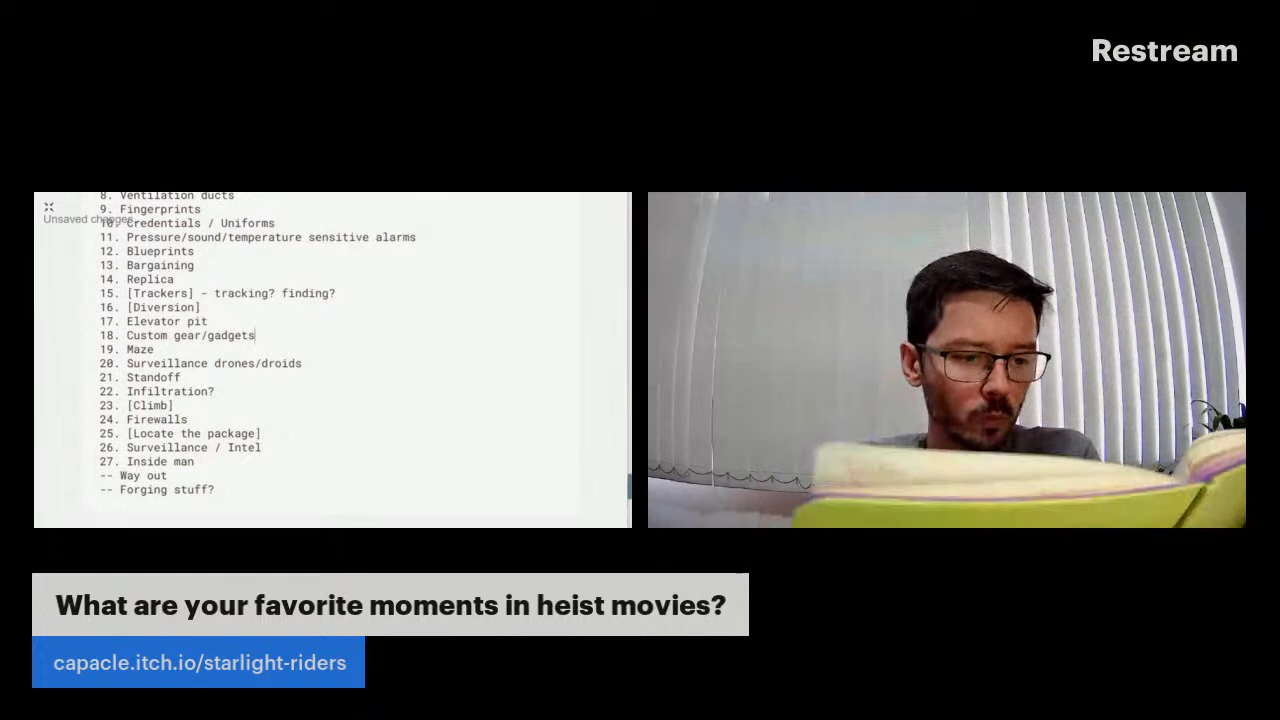 Restream
8. Ventilation ducts
9. Fingerprints
Unsaved changes
10. Credentials / Uniforms
11. Pressure/sound/temperature sensitive alarms
12. Blueprints
13. Bargaining
14. Replica
15. [Trackers] - tracking? finding?
16. [Diversion]
17. Elevator pit
18. Custom gear/gadgets
19. Maze
20. Surveillance drones/droids
21. Standoff
22. Infiltration?
23. [Climb]
24. Firewalls
25. [Locate the package]
26. Surveillance / Intel
27. Inside man
-- Way out
-- Forging stuff?
What are your favorite moments in heist movies?
capacle.itch.io/starlight-riders